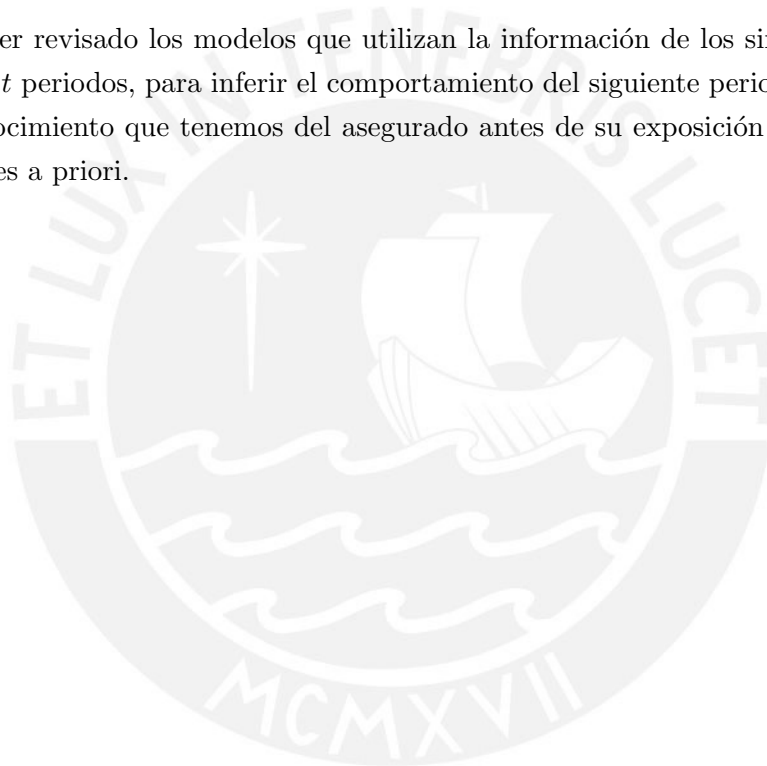 er revisado los modelos que utilizan la información de los si
t periodos, para inferir el comportamiento del siguiente perio
ocimiento que tenemos del asegurado antes de su exposición
es a priori.
ET LUX IN TENEBRIS LUCET
MCMXVII